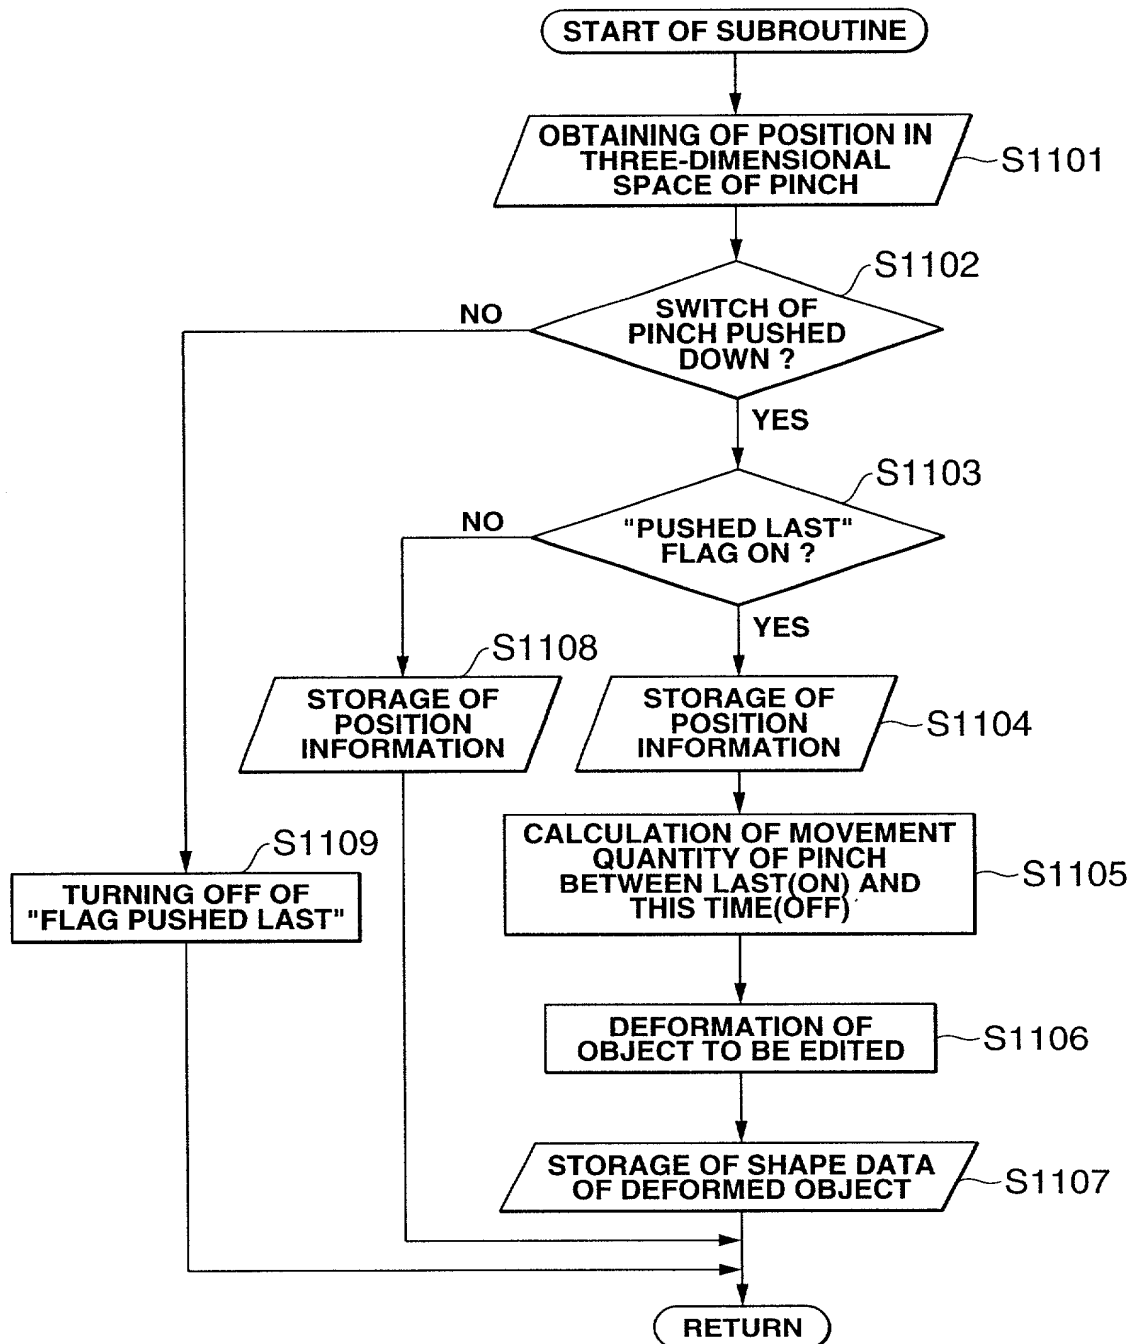 START OF SUBROUTINE
OBTAINING OF POSITION IN
THREE-DIMENSIONAL
SPACE OF PINCH
S1101
S1102
SWITCH OF
PINCH PUSHED
DOWN ?
NO
YES
S1103
"PUSHED LAST"
FLAG ON ?
NO
YES
S1108
STORAGE OF
POSITION
INFORMATION
STORAGE OF
POSITION
INFORMATION
S1104
CALCULATION OF MOVEMENT
QUANTITY OF PINCH
BETWEEN LAST(ON) AND
THIS TIME(OFF)
S1105
S1109
TURNING OFF OF
"FLAG PUSHED LAST"
DEFORMATION OF
OBJECT TO BE EDITED
S1106
STORAGE OF SHAPE DATA
OF DEFORMED OBJECT
S1107
RETURN